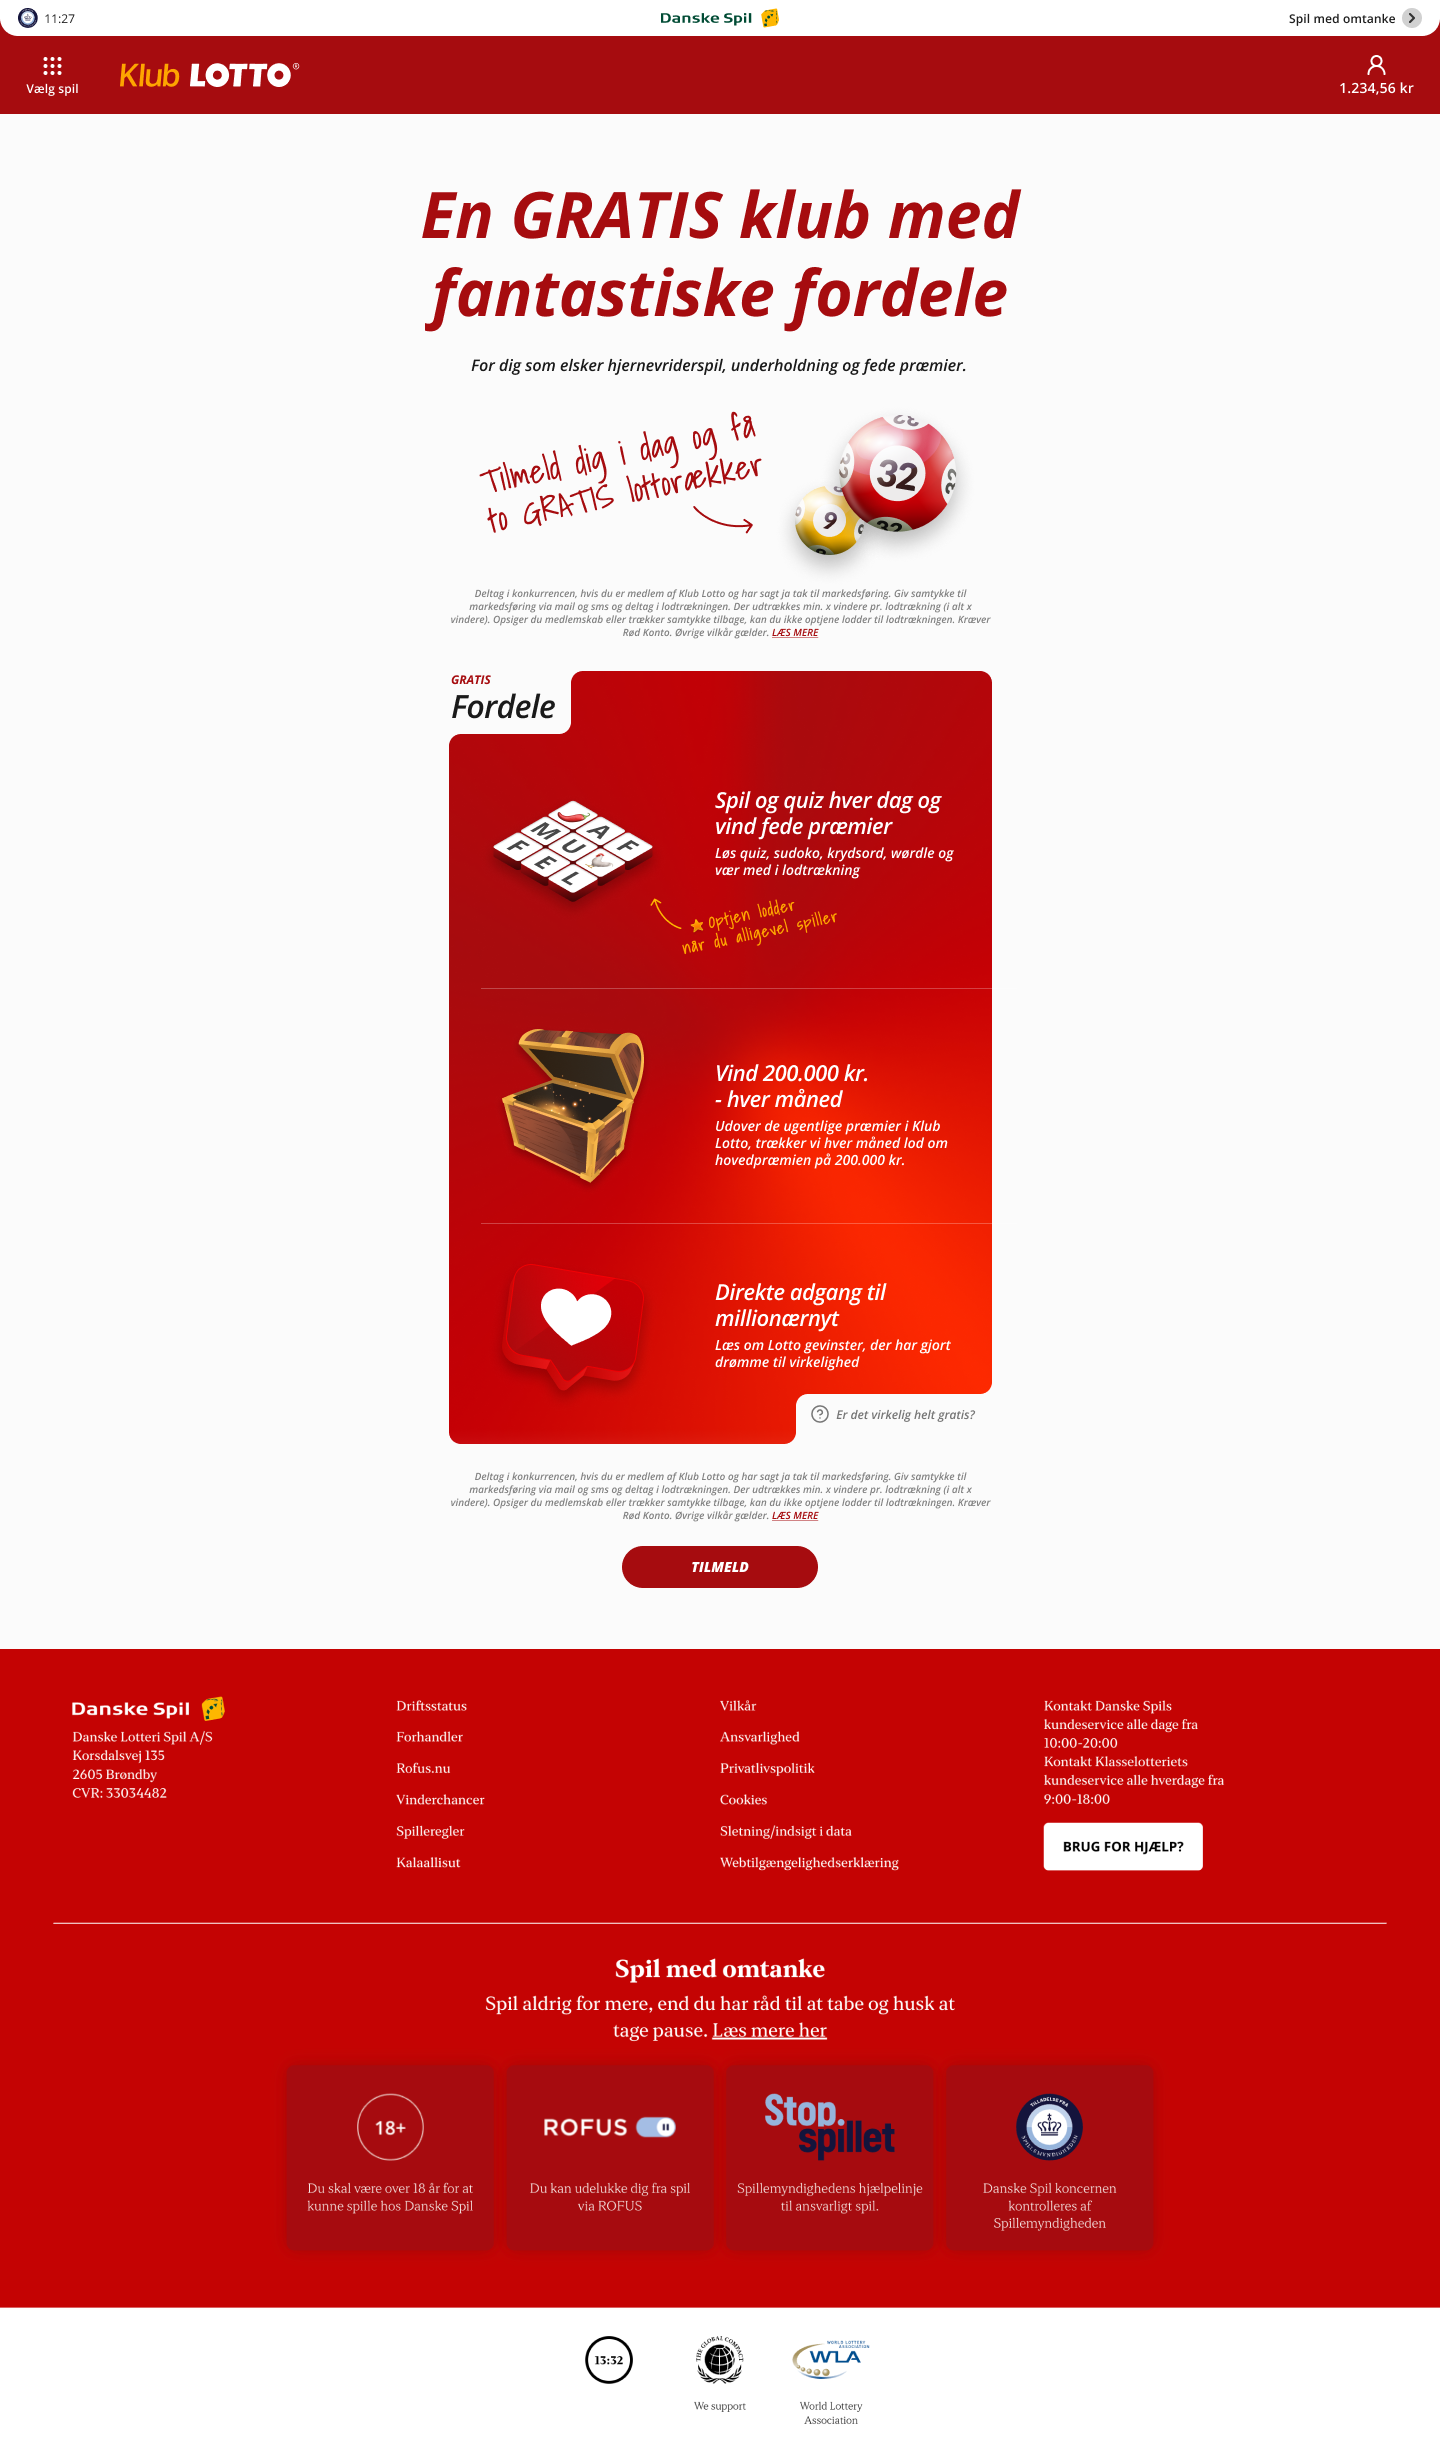 11:27
Danske Spil
Spil med omtanke
Vælg spil
Klub LOTTO®
1.234,56 kr
En GRATIS klub med
fantastiske fordele
For dig som elsker hjernevriderspil, underholdning og fede præmier.
Tilmeld dig i dag og få
to GRATIS lottorækker
32
9
Deltag i konkurrencen, hvis du er medlem af Klub Lotto og har sagt ja tak til markedsføring. Giv samtykke til
markedsføring via mail og sms og deltag i lodtrækningen. Der udtrækkes min. x vindere pr. lodtrækning (i alt x
vindere). Opsiger du medlemskab eller trækker samtykke tilbage, kan du ikke optjene lodder til lodtrækningen. Kræver
Rød Konto. Øvrige vilkår gælder. LÆS MERE
GRATIS
Fordele
M A
F U F
E L
Spil og quiz hver dag og
vind fede præmier
Løs quiz, sudoko, krydsord, wørdle og
vær med i lodtrækning
Optjen lodder
når du alligevel spiller
Vind 200.000 kr.
- hver måned
Udover de ugentlige præmier i Klub
Lotto, trækker vi hver måned lod om
hovedpræmien på 200.000 kr.
Direkte adgang til
millionærnyt
Læs om Lotto gevinster, der har gjort
drømme til virkelighed
Er det virkelig helt gratis?
Deltag i konkurrencen, hvis du er medlem af Klub Lotto og har sagt ja tak til markedsføring. Giv samtykke til
markedsføring via mail og sms og deltag i lodtrækningen. Der udtrækkes min. x vindere pr. lodtrækning (i alt x
vindere). Opsiger du medlemskab eller trækker samtykke tilbage, kan du ikke optjene lodder til lodtrækningen. Kræver
Rød Konto. Øvrige vilkår gælder. LÆS MERE
TILMELD
Danske Spil
Danske Lotteri Spil A/S
Korsdalsvej 135
2605 Brøndby
CVR: 33034482
Driftsstatus
Forhandler
Rofus.nu
Vinderchancer
Spilleregler
Kalaallisut
Vilkår
Ansvarlighed
Privatlivspolitik
Cookies
Sletning/indsigt i data
Webtilgængelighedserklæring
Kontakt Danske Spils
kundeservice alle dage fra
10:00-20:00
Kontakt Klasselotteriets
kundeservice alle hverdage fra
9:00-18:00
BRUG FOR HJÆLP?
Spil med omtanke
Spil aldrig for mere, end du har råd til at tabe og husk at
tage pause. Læs mere her
18+
Du skal være over 18 år for at
kunne spille hos Danske Spil
ROFUS
Du kan udelukke dig fra spil
via ROFUS
Stop.
spillet
Spillemyndighedens hjælpelinje
til ansvarligt spil.
TILLADELSE FRA
SPILLEMYNDIGHEDEN
Danske Spil koncernen
kontrolleres af
Spillemyndigheden
13:32
THE GLOBAL COMPACT
We support
WORLD LOTTERY
ASSOCIATION
WLA
World Lottery
Association